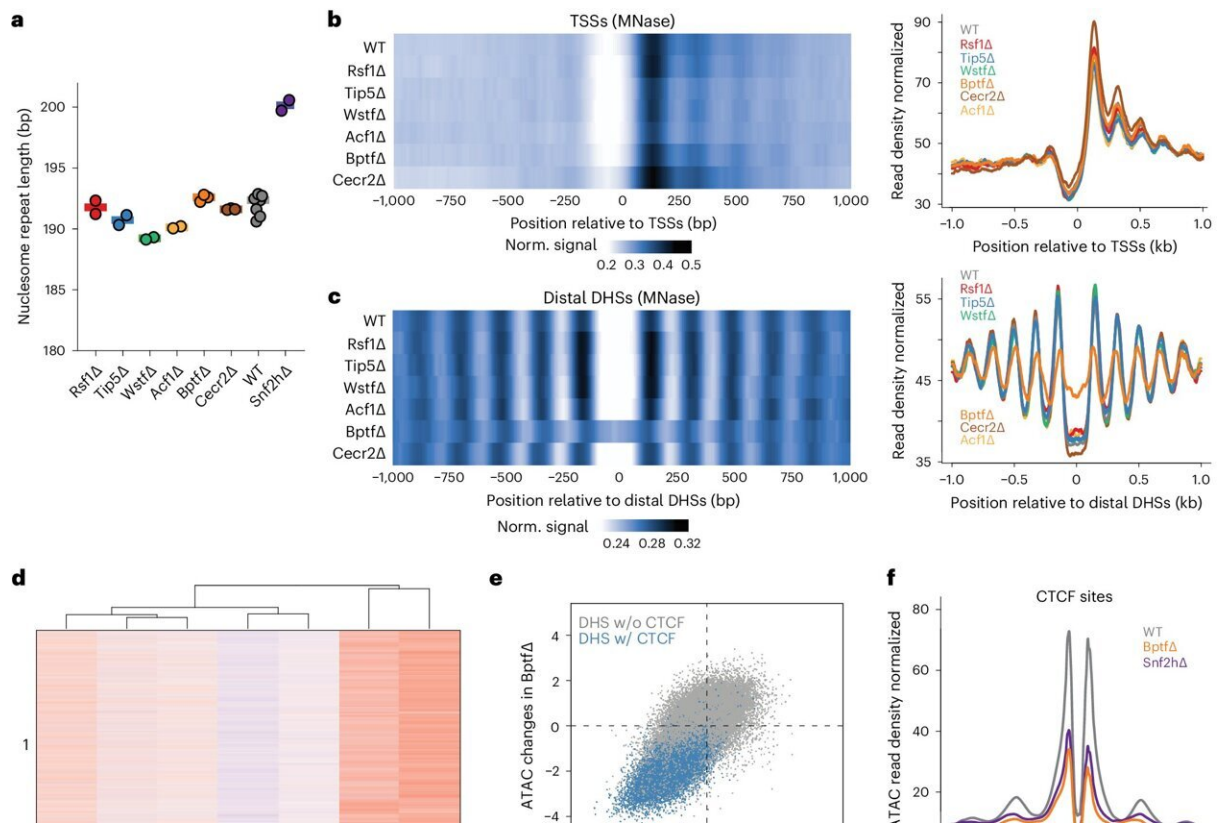 a
Nuclesome repeat length (bp)
200
195
190
185
180
Rsf1Δ
Tip5Δ
WstfΔ
Acf1Δ
BptfΔ
Cecr2Δ
WT
Snf2hΔ
b
TSSs (MNase)
WT
Rsf1Δ
Tip5Δ
WstfΔ
Acf1Δ
BptfΔ
Cecr2Δ
−1,000 −750 −500 −250 0 250 500 750 1,000
Position relative to TSSs (bp)
Norm. signal
0.2 0.3 0.4 0.5
Read density normalized
90
70
50
30
WT
Rsf1Δ
Tip5Δ
WstfΔ
BptfΔ
Cecr2Δ
Acf1Δ
−1.0 −0.5 0 0.5 1.0
Position relative to TSSs (kb)
c
Distal DHSs (MNase)
WT
Rsf1Δ
Tip5Δ
WstfΔ
Acf1Δ
BptfΔ
Cecr2Δ
−1,000 −750 −500 −250 0 250 500 750 1,000
Position relative to distal DHSs (bp)
Norm. signal
0.24 0.28 0.32
Read density normalized
55
45
35
WT
Rsf1Δ
Tip5Δ
WstfΔ
BptfΔ
Cecr2Δ
Acf1Δ
−1.0 −0.5 0 0.5 1.0
Position relative to distal DHSs (kb)
d
1
e
ATAC changes in BptfΔ
4
2
0
−2
−4
DHS w/o CTCF
DHS w/ CTCF
f
CTCF sites
ATAC read density normalized
80
60
40
20
WT
BptfΔ
Snf2hΔ